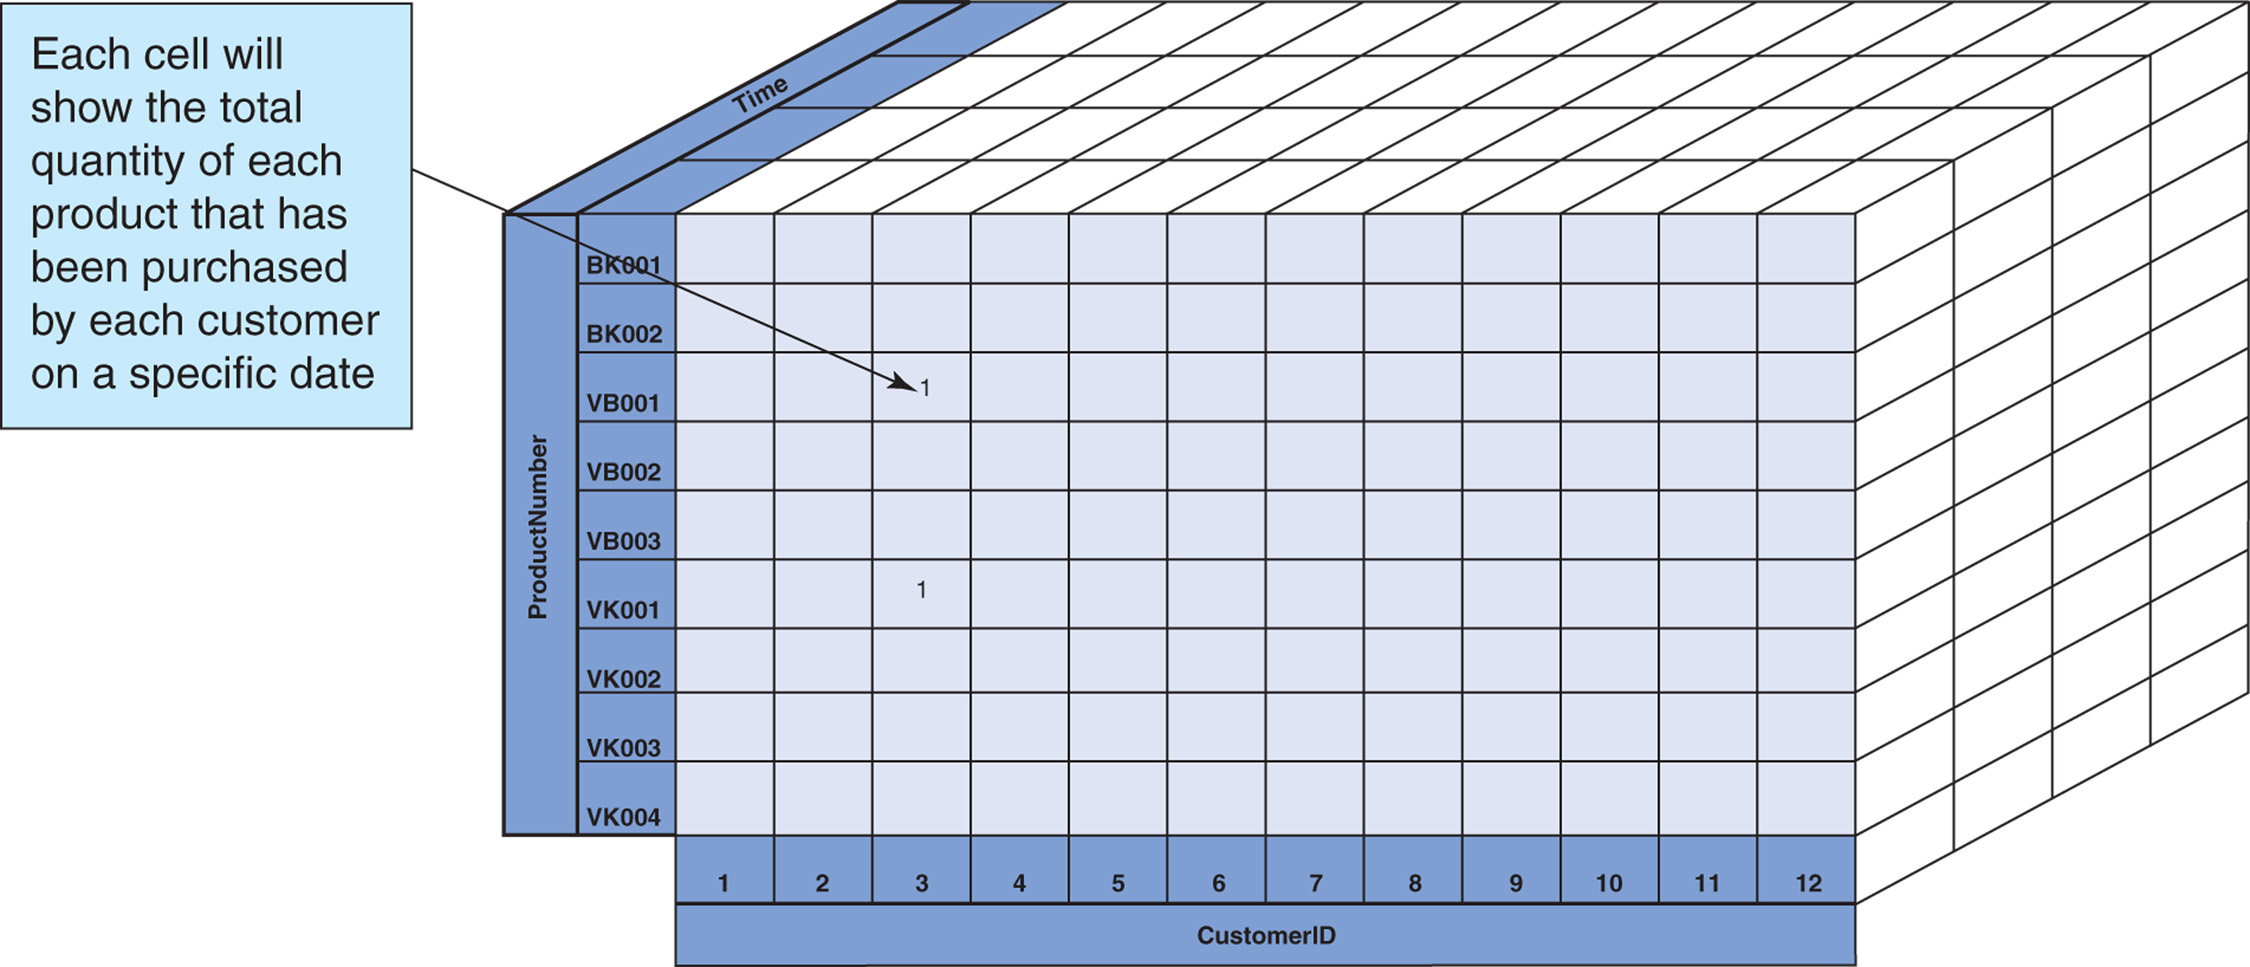 Each cell will
show the total
quantity of each
product that has
been purchased
by each customer
on a specific date
Time
ProductNumber
BK001
BK002
VB001
1
VB002
VB003
VK001
1
VK002
VK003
VK004
1 2 3 4 5 6 7 8 9 10 11 12
CustomerID